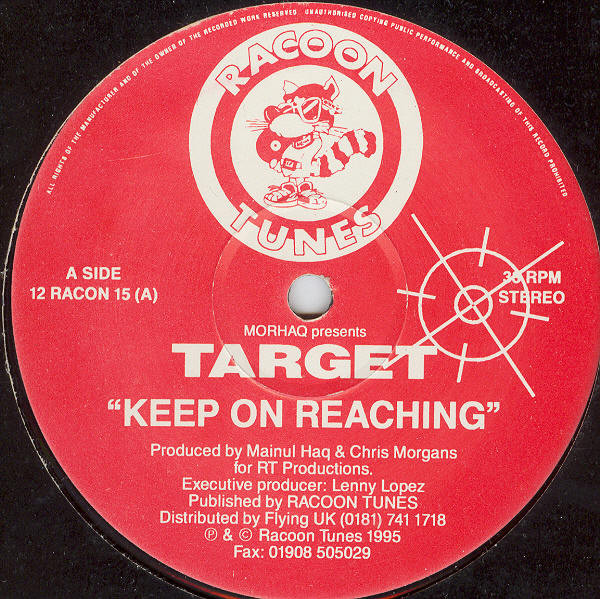 ALL RIGHTS OF THE MANUFACTURER AND OF THE OWNER OF THE RECORDED WORK RESERVED UNAUTHORISED COPYING PUBLIC PERFORMANCE AND BROADCASTING OF THIS RECORD PROHIBITED
RACOON
TUNES
A SIDE
12 RACON 15 (A)
RPM
STEREO
MORHAQ presents
TARGET
“KEEP ON REACHING”
Produced by Mainul Haq & Chris Morgans
for RT Productions.
Executive producer: Lenny Lopez
Published by RACOON TUNES
Distributed by Flying UK (0181) 741 1718
℗ & © Racoon Tunes 1995
Fax: 01908 505029